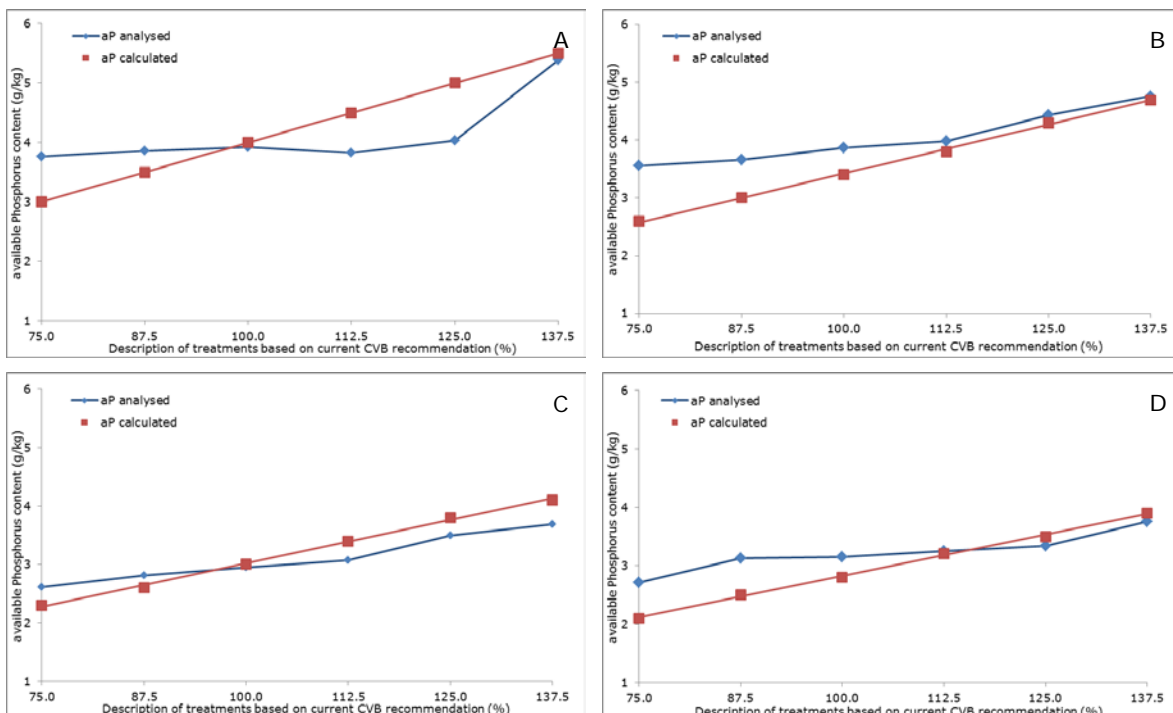 6
aP analysed
A
aP calculated
5
4
3
2
1
available Phosphorus content (g/kg)
75.0 87.5 100.0 112.5 125.0 137.5
Description of treatments based on current CVB recommendation (%)
6
aP analysed
B
aP calculated
5
4
3
2
1
available Phosphorus content (g/kg)
75.0 87.5 100.0 112.5 125.0 137.5
Description of treatments based on current CVB recommendation (%)
6
aP analysed
C
aP calculated
5
4
3
2
1
available Phosphorus content (g/kg)
75.0 87.5 100.0 112.5 125.0 137.5
Description of treatments based on current CVB recommendation (%)
6
aP analysed
D
aP calculated
5
4
3
2
1
available Phosphorus content (g/kg)
75.0 87.5 100.0 112.5 125.0 137.5
Description of treatments based on current CVB recommendation (%)